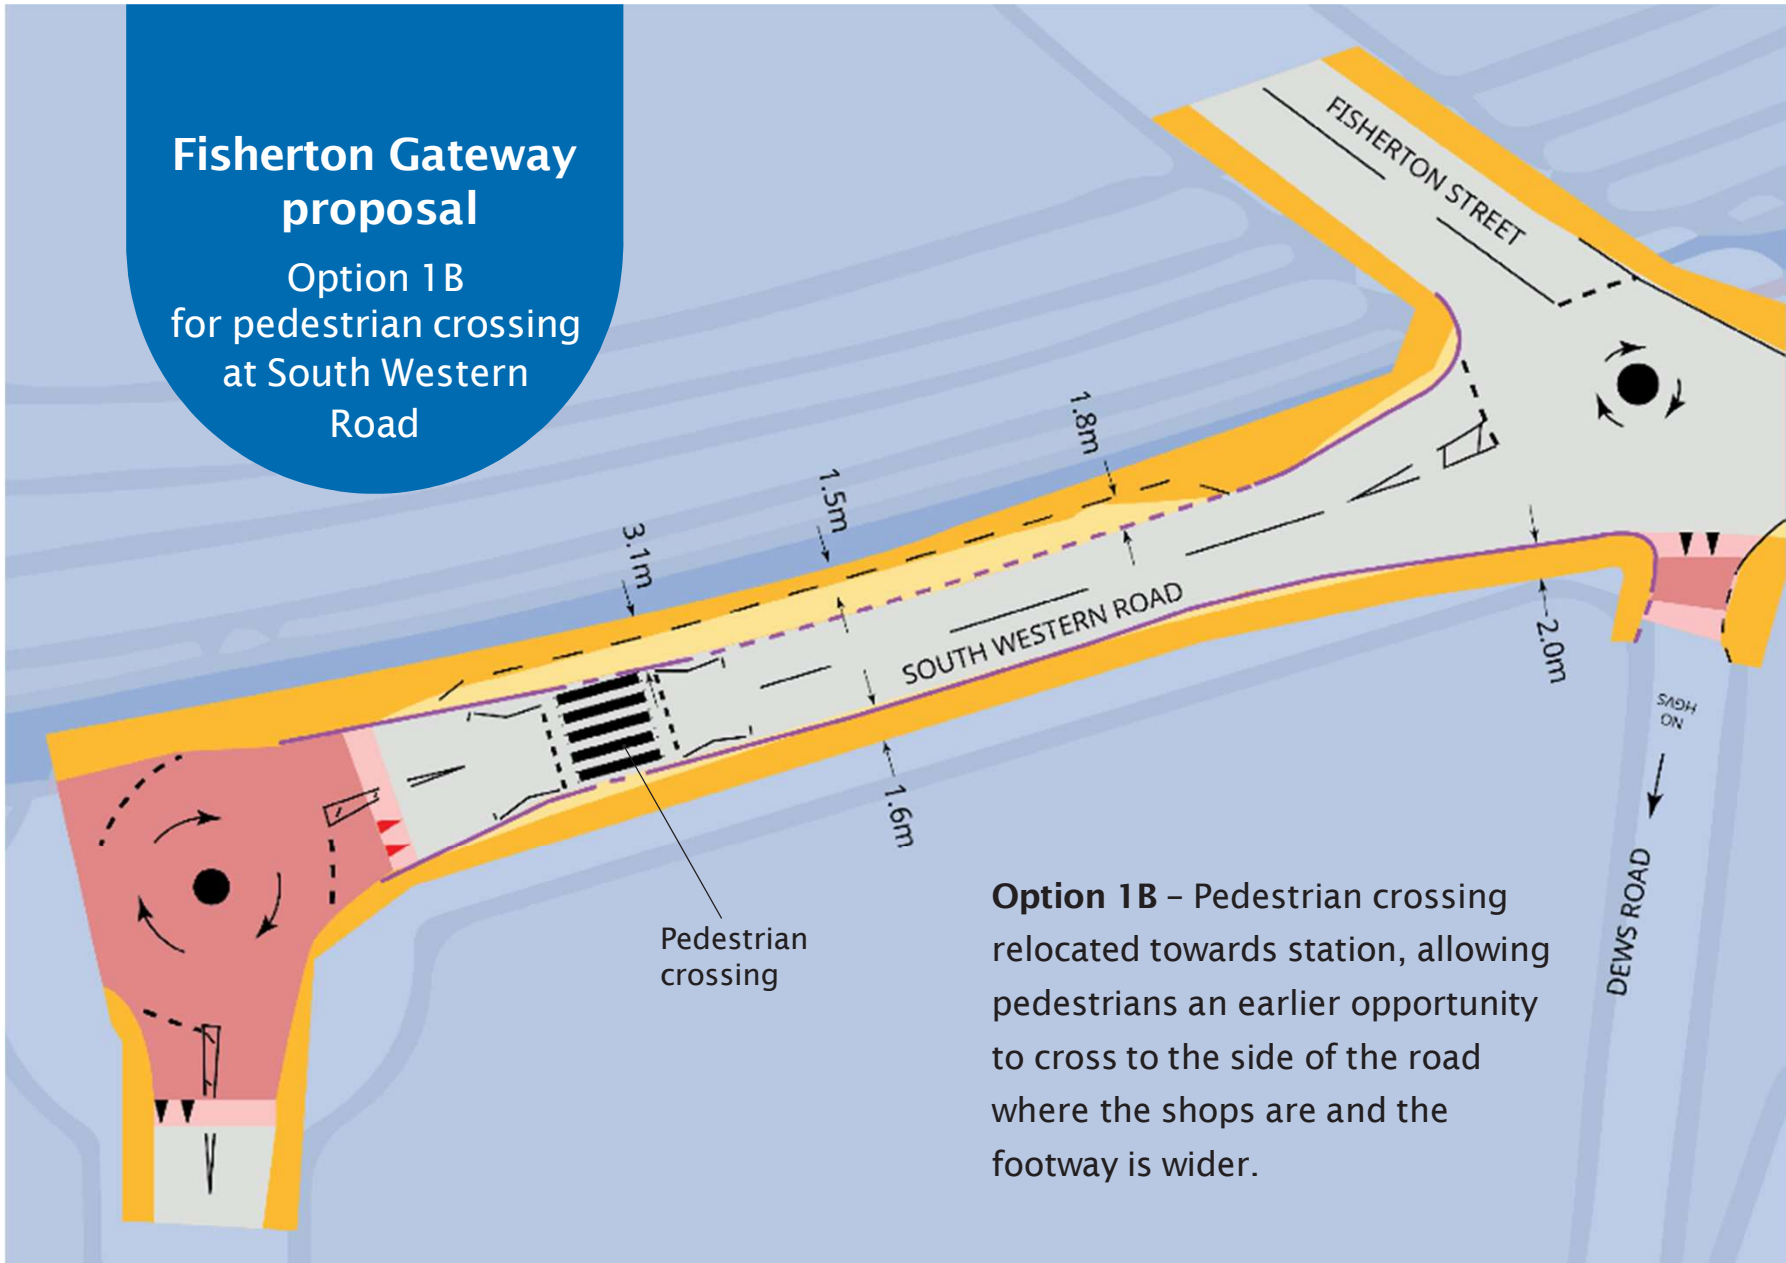 Fisherton Gateway
proposal
Option 1B
for pedestrian crossing
at South Western
Road
FISHERTON STREET
1.8m
1.5m
3.1m
SOUTH WESTERN ROAD
2.0m
1.6m
NO
HGVS
DEWS ROAD
Pedestrian
crossing
Option 1B – Pedestrian crossing
relocated towards station, allowing
pedestrians an earlier opportunity
to cross to the side of the road
where the shops are and the
footway is wider.